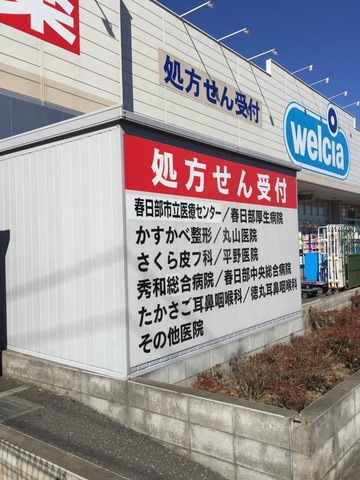 薬
処方せん受付
welcia
処方せん受付
春日部市立医療センター/春日部厚生病院
かすかべ整形/丸山医院
さくら皮フ科/平野医院
秀和総合病院/春日部中央総合病院
たかさご耳鼻咽喉科/徳丸耳鼻咽喉科
その他医院